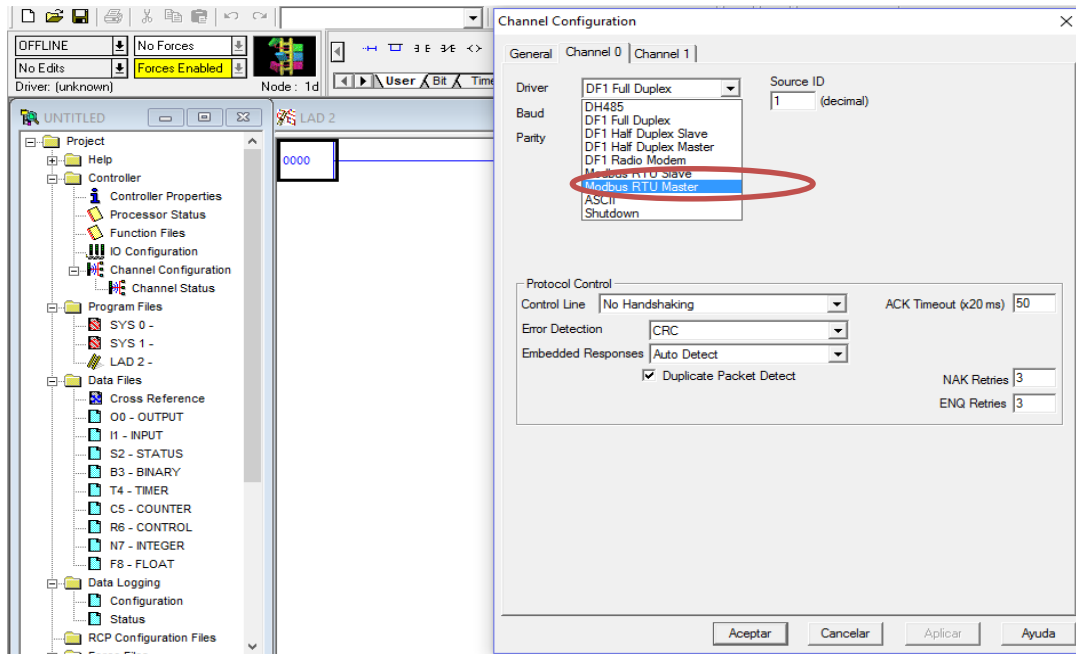 OFFLINE
No Forces
No Edits
Forces Enabled
Driver: (unknown)
Node : 1d
User
Bit
Time
UNTITLED
Project
Help
Controller
Controller Properties
Processor Status
Function Files
IO Configuration
Channel Configuration
Channel Status
Program Files
SYS 0 -
SYS 1 -
LAD 2 -
Data Files
Cross Reference
O0 - OUTPUT
I1 - INPUT
S2 - STATUS
B3 - BINARY
T4 - TIMER
C5 - COUNTER
R6 - CONTROL
N7 - INTEGER
F8 - FLOAT
Data Logging
Configuration
Status
RCP Configuration Files
LAD 2
0000
Channel Configuration
General
Channel 0
Channel 1
Driver
DF1 Full Duplex
Source ID
1
(decimal)
Baud
Parity
DH485
DF1 Full Duplex
DF1 Half Duplex Slave
DF1 Half Duplex Master
DF1 Radio Modem
Modbus RTU Slave
Modbus RTU Master
ASCII
Shutdown
Protocol Control
Control Line
No Handshaking
ACK Timeout (x20 ms)
50
Error Detection
CRC
Embedded Responses
Auto Detect
Duplicate Packet Detect
NAK Retries
3
ENQ Retries
3
Aceptar
Cancelar
Aplicar
Ayuda